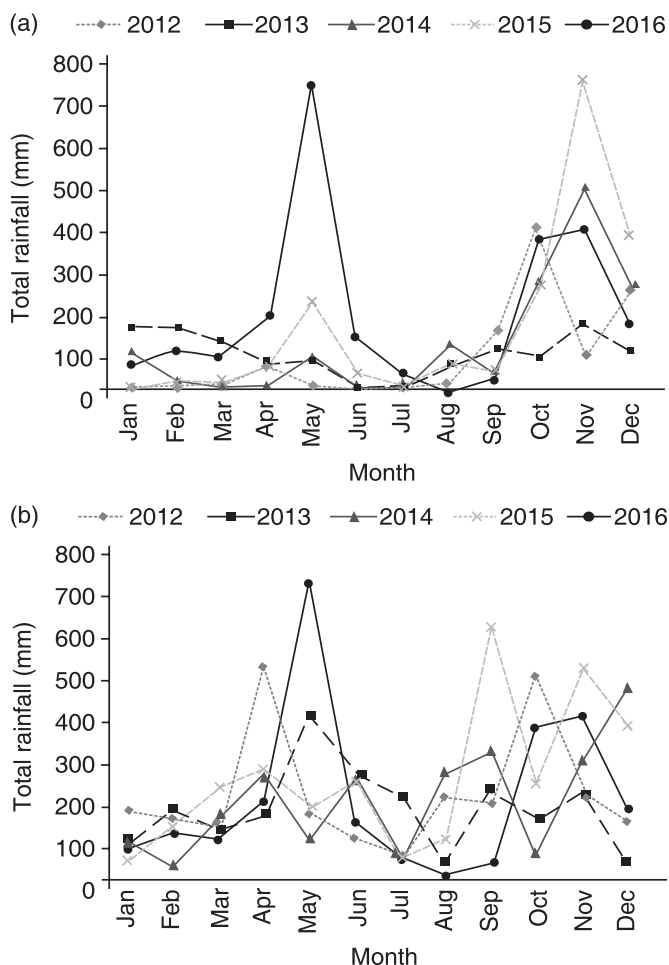 (a) 2012 2013 2014 2015 2016
800
700
600
500
400
300
200
100
0
Total rainfall (mm)
Jan Feb Mar Apr May Jun Jul Aug Sep Oct Nov Dec
Month
(b) 2012 2013 2014 2015 2016
800
700
600
500
400
300
200
100
0
Total rainfall (mm)
Jan Feb Mar Apr May Jun Jul Aug Sep Oct Nov Dec
Month